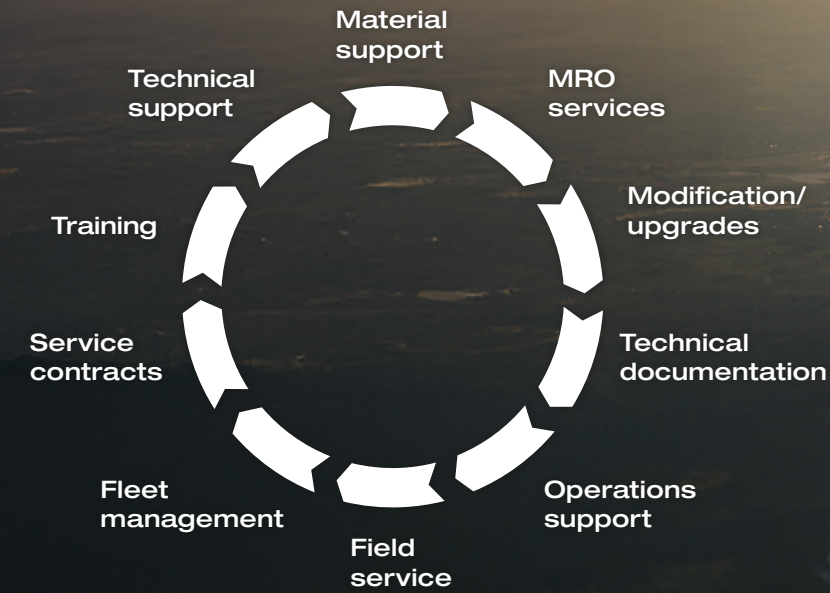 Material
support
MRO
services
Modification/
upgrades
Technical
documentation
Operations
support
Field
service
Fleet
management
Service
contracts
Training
Technical
support